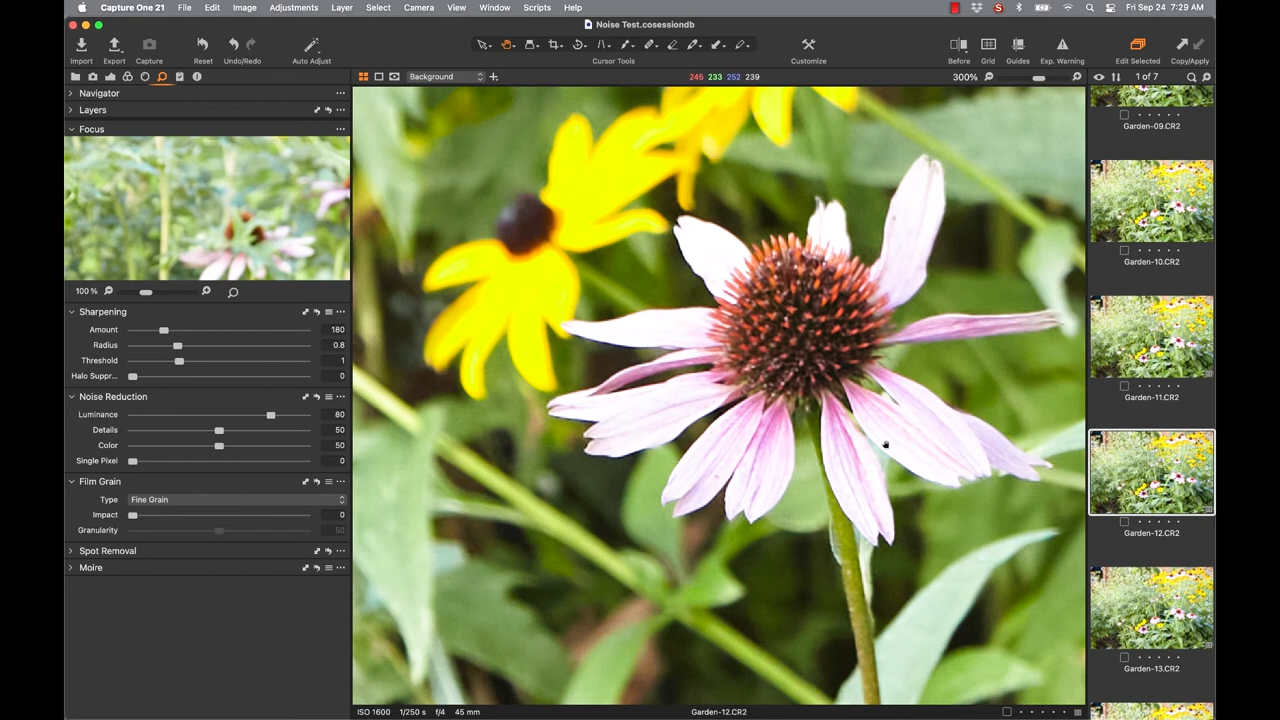 Capture One 21 File Edit Image Adjustments Layer Select Camera View Window Scripts Help
Fri Sep 24 7:29 AM
Noise Test.cosessiondb
Import Export Capture Reset Undo/Redo Auto Adjust Cursor Tools Customize Before Grid Guides Exp. Warning Edit Selected Copy/Apply
Background
245 233 252 239
300%
1 of 7
Navigator
Layers
Focus
100 %
Sharpening
Amount 180
Radius 0.8
Threshold 1
Halo Suppr... 0
Noise Reduction
Luminance 80
Details 50
Color 50
Single Pixel 0
Film Grain
Type Fine Grain
Impact 0
Granularity 50
Spot Removal
Moire
ISO 1600 1/250 s f/4 45 mm
Garden-12.CR2
Garden-09.CR2
Garden-10.CR2
Garden-11.CR2
Garden-12.CR2
Garden-13.CR2